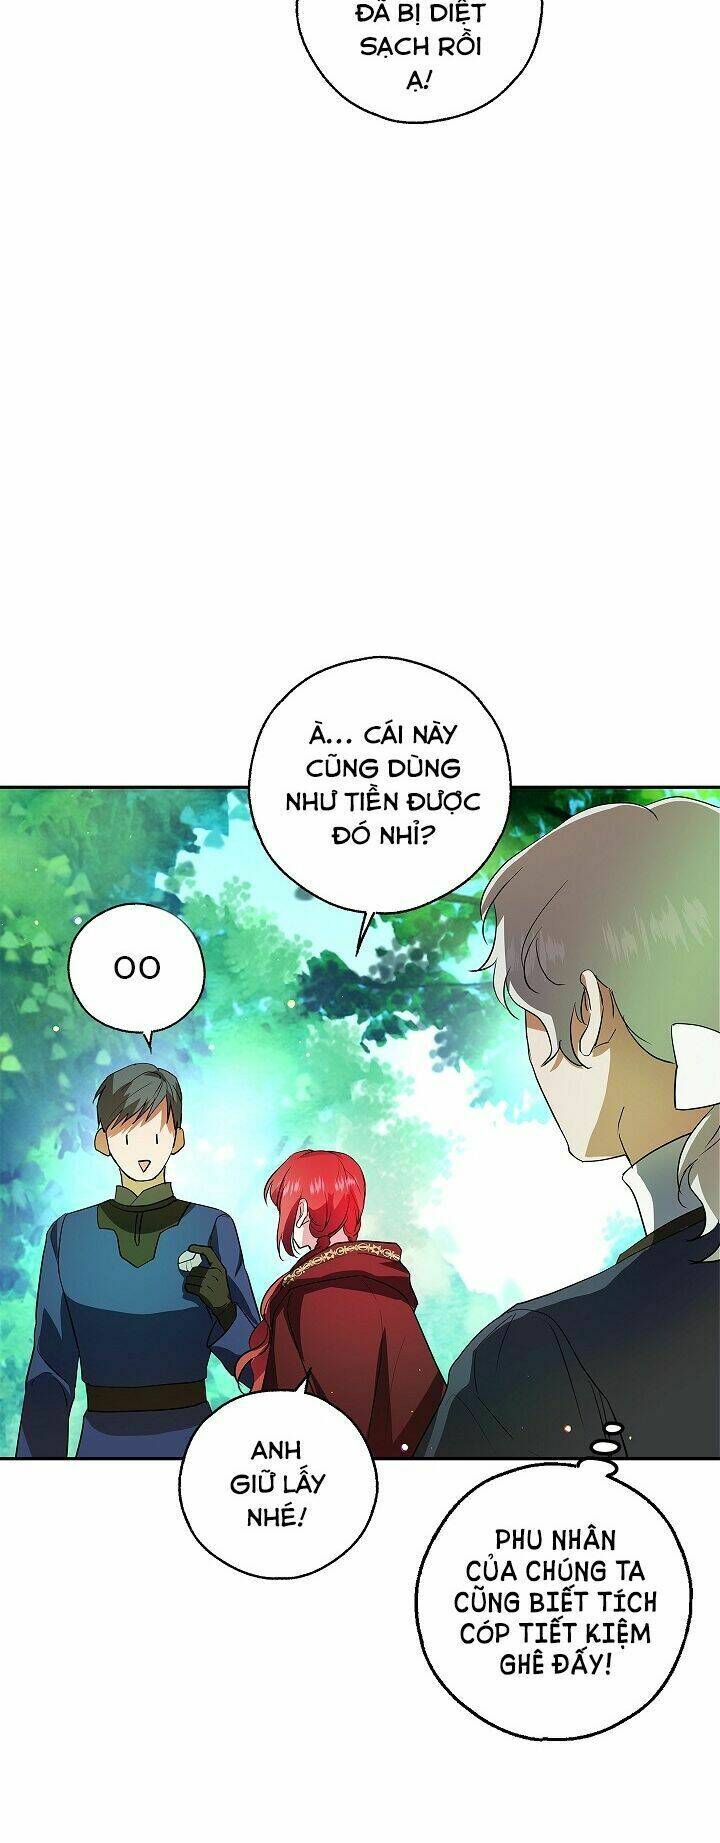 ĐÃ BỊ DIỆT
SẠCH RỒI
Ạ!
À... CÁI NÀY
CŨNG DÙNG
NHƯ TIỀN ĐƯỢC
ĐÓ NHỈ?
OO
ANH
GIỮ LẤY
NHÉ!
PHU NHÂN
CỦA CHÚNG TA
CŨNG BIẾT TÍCH
CÓP TIẾT KIỆM
GHÊ ĐẤY!